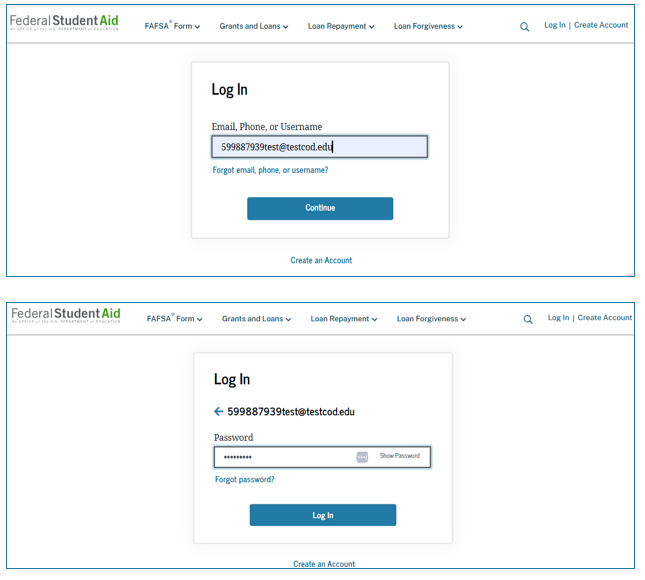 Federal Student Aid
An OFFICE of the U.S. DEPARTMENT of EDUCATION
FAFSA® Form
Grants and Loans
Loan Repayment
Loan Forgiveness
Log In | Create Account
Log In
Email, Phone, or Username
599887939test@testcod.edu
Forgot email, phone, or username?
Continue
Create an Account
Federal Student Aid
An OFFICE of the U.S. DEPARTMENT of EDUCATION
FAFSA® Form
Grants and Loans
Loan Repayment
Loan Forgiveness
Log In | Create Account
Log In
599887939test@testcod.edu
Password
•••••••••
Show Password
Forgot password?
Log In
Create an Account